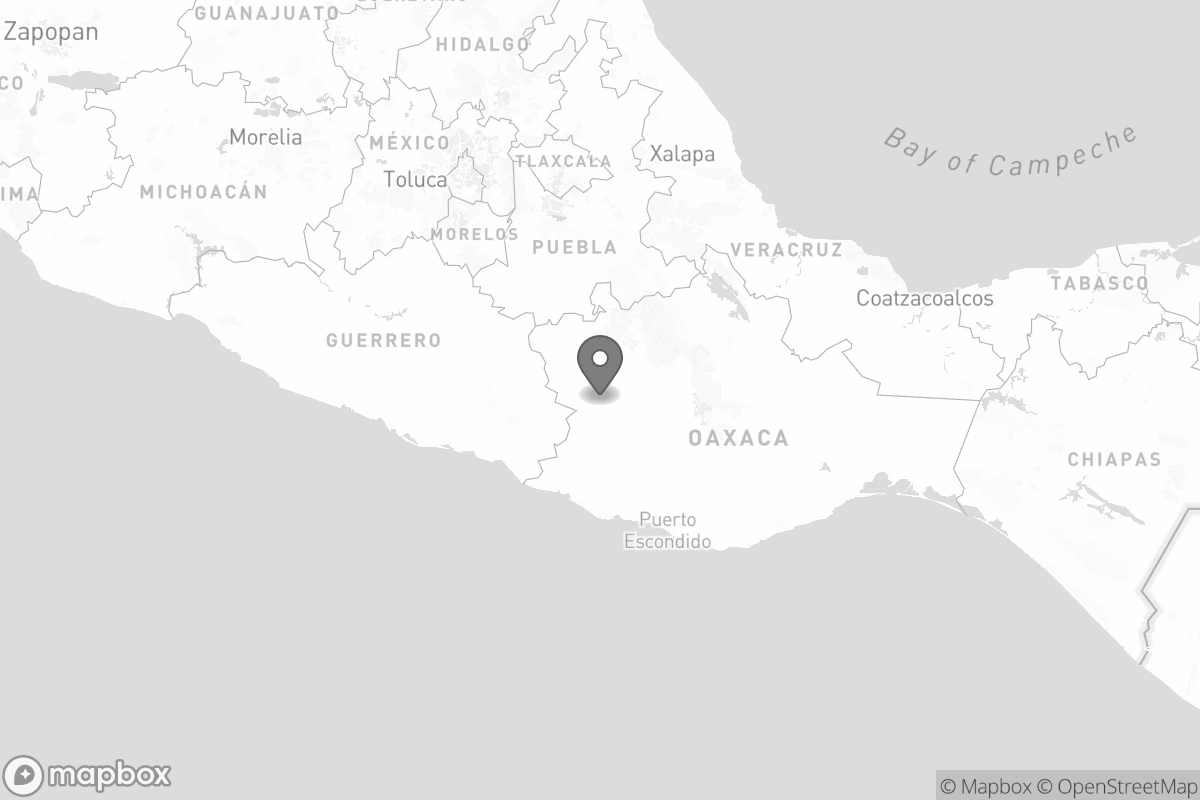 GUANAJUATO
Zapopan
HIDALGO
CO
Morelia
MÉXICO
TLAXCALA
Xalapa
Bay of Campeche
Toluca
IMA
MICHOACÁN
MORELOS
PUEBLA
VERACRUZ
TABASCO
Coatzacoalcos
GUERRERO
OAXACA
CHIAPAS
Puerto
Escondido
mapbox
© Mapbox © OpenStreetMap